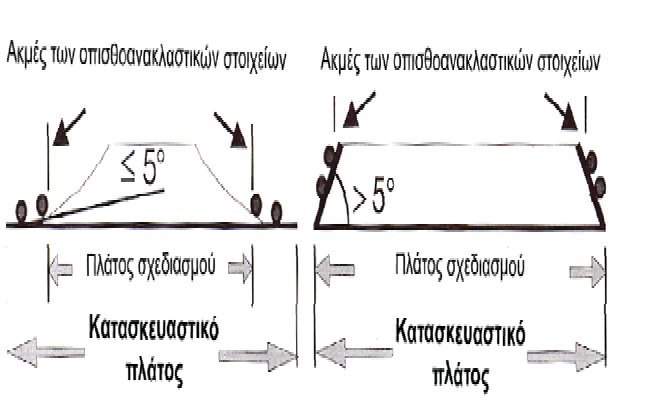 Ακμές των οπισθοανακλαστικών στοιχείων
Ακμές των οπισθοανακλαστικών στοιχείων
≤ 5°
> 5°
Πλάτος σχεδιασμού
Πλάτος σχεδιασμού
Κατασκευαστικό
πλάτος
Κατασκευαστικό
πλάτος